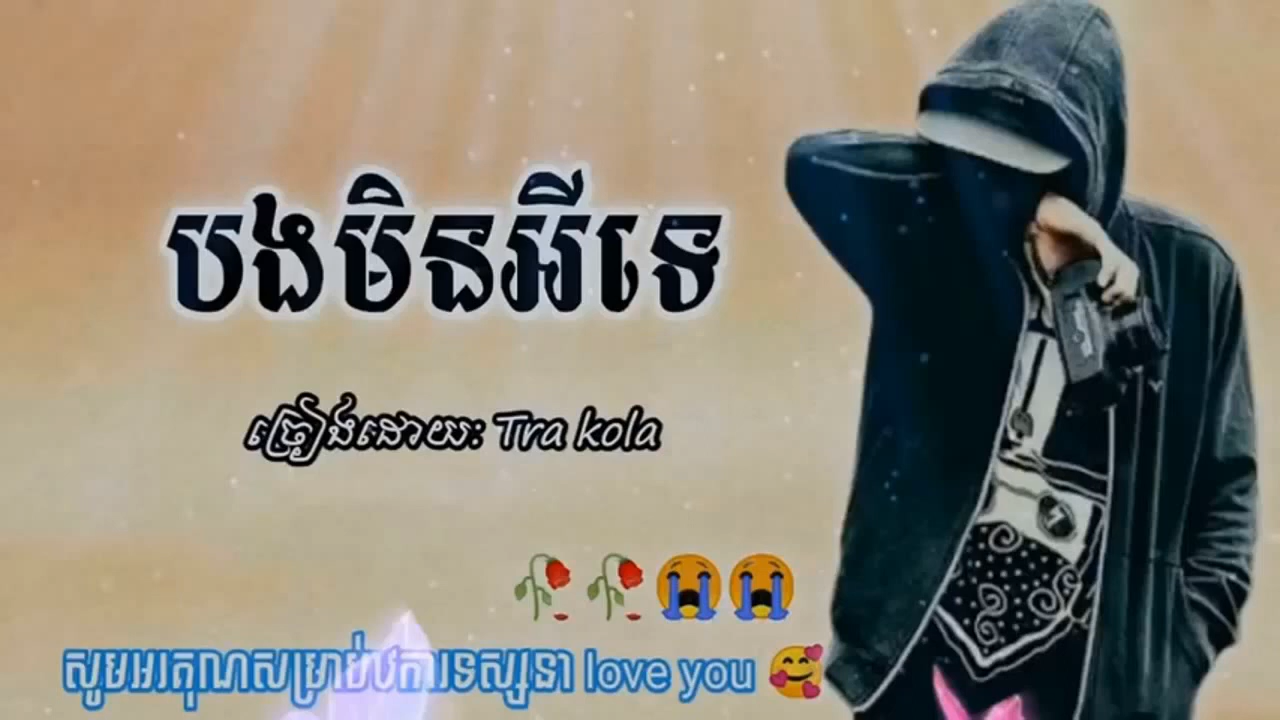 បងមិនអីទេ
ច្រៀងដោយ: Tra kola
🥀🥀😭😭
សូមអរគុណសម្រាប់ការទស្សនា love you 🥰